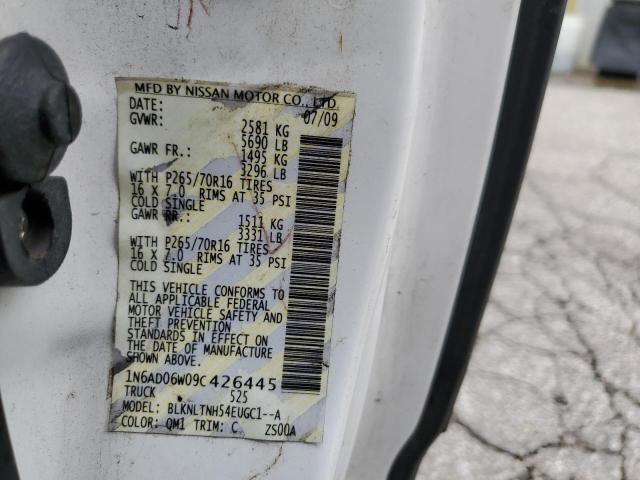 MFD BY NISSAN MOTOR CO., LTD.
DATE: 07/09
GVWR: 2581 KG
5690 LB
GAWR FR.: 1495 KG
3296 LB
WITH P265/70R16 TIRES
16 X 7.0 RIMS AT 35 PSI
COLD SINGLE
GAWR RR.: 1511 KG
3331 LB
WITH P265/70R16 TIRES
16 X 7.0 RIMS AT 35 PSI
COLD SINGLE
THIS VEHICLE CONFORMS TO
ALL APPLICABLE FEDERAL
MOTOR VEHICLE SAFETY AND
THEFT PREVENTION
STANDARDS IN EFFECT ON
THE DATE OF MANUFACTURE
SHOWN ABOVE.
1N6AD06W09C426445
TRUCK 525
MODEL: BLKNLTNH54EUGC1--A
COLOR: QM1 TRIM: C ZS00A